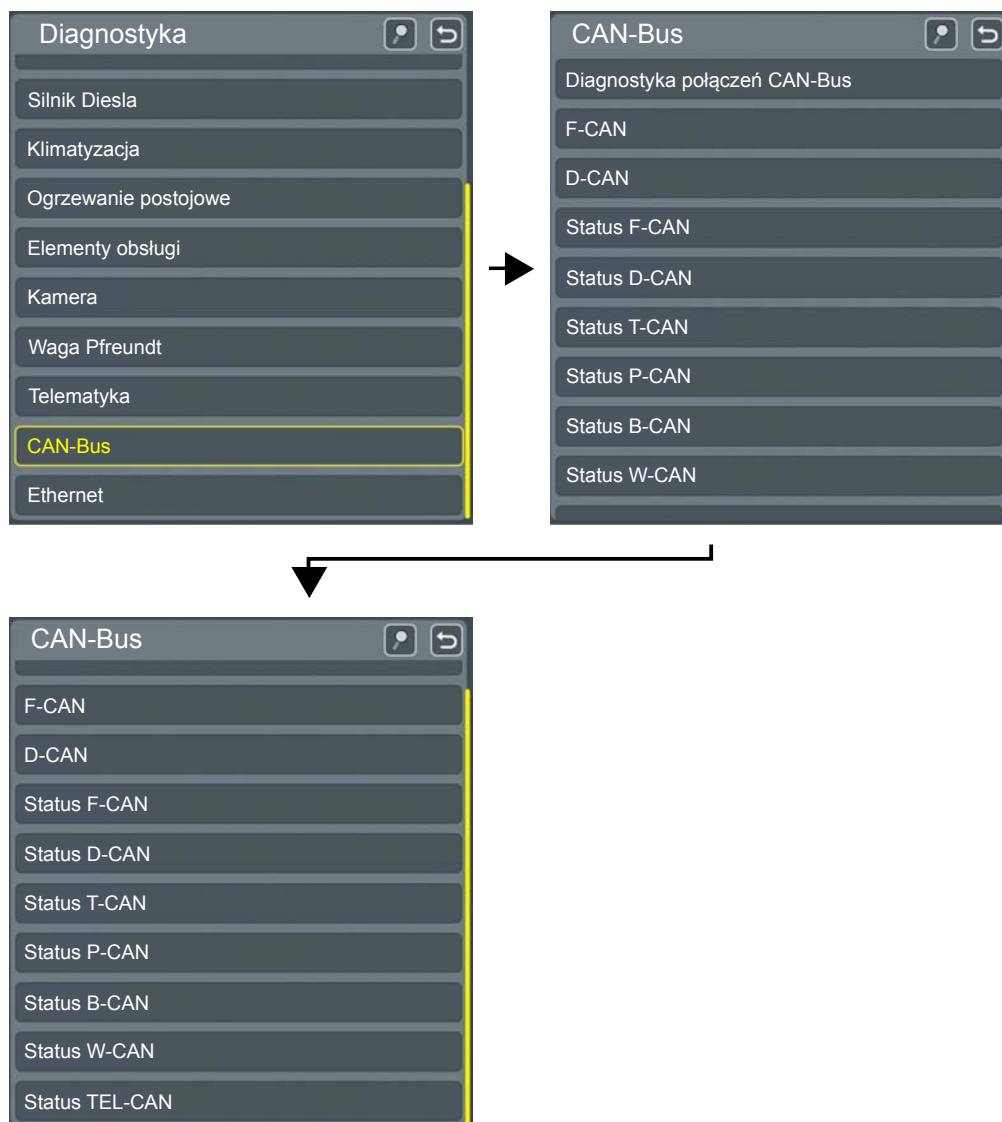 Diagnostyka
Silnik Diesla
Klimatyzacja
Ogrzewanie postojowe
Elementy obsługi
Kamera
Waga Pfreundt
Telematyka
CAN-Bus
Ethernet
CAN-Bus
Diagnostyka połączeń CAN-Bus
F-CAN
D-CAN
Status F-CAN
Status D-CAN
Status T-CAN
Status P-CAN
Status B-CAN
Status W-CAN
CAN-Bus
F-CAN
D-CAN
Status F-CAN
Status D-CAN
Status T-CAN
Status P-CAN
Status B-CAN
Status W-CAN
Status TEL-CAN